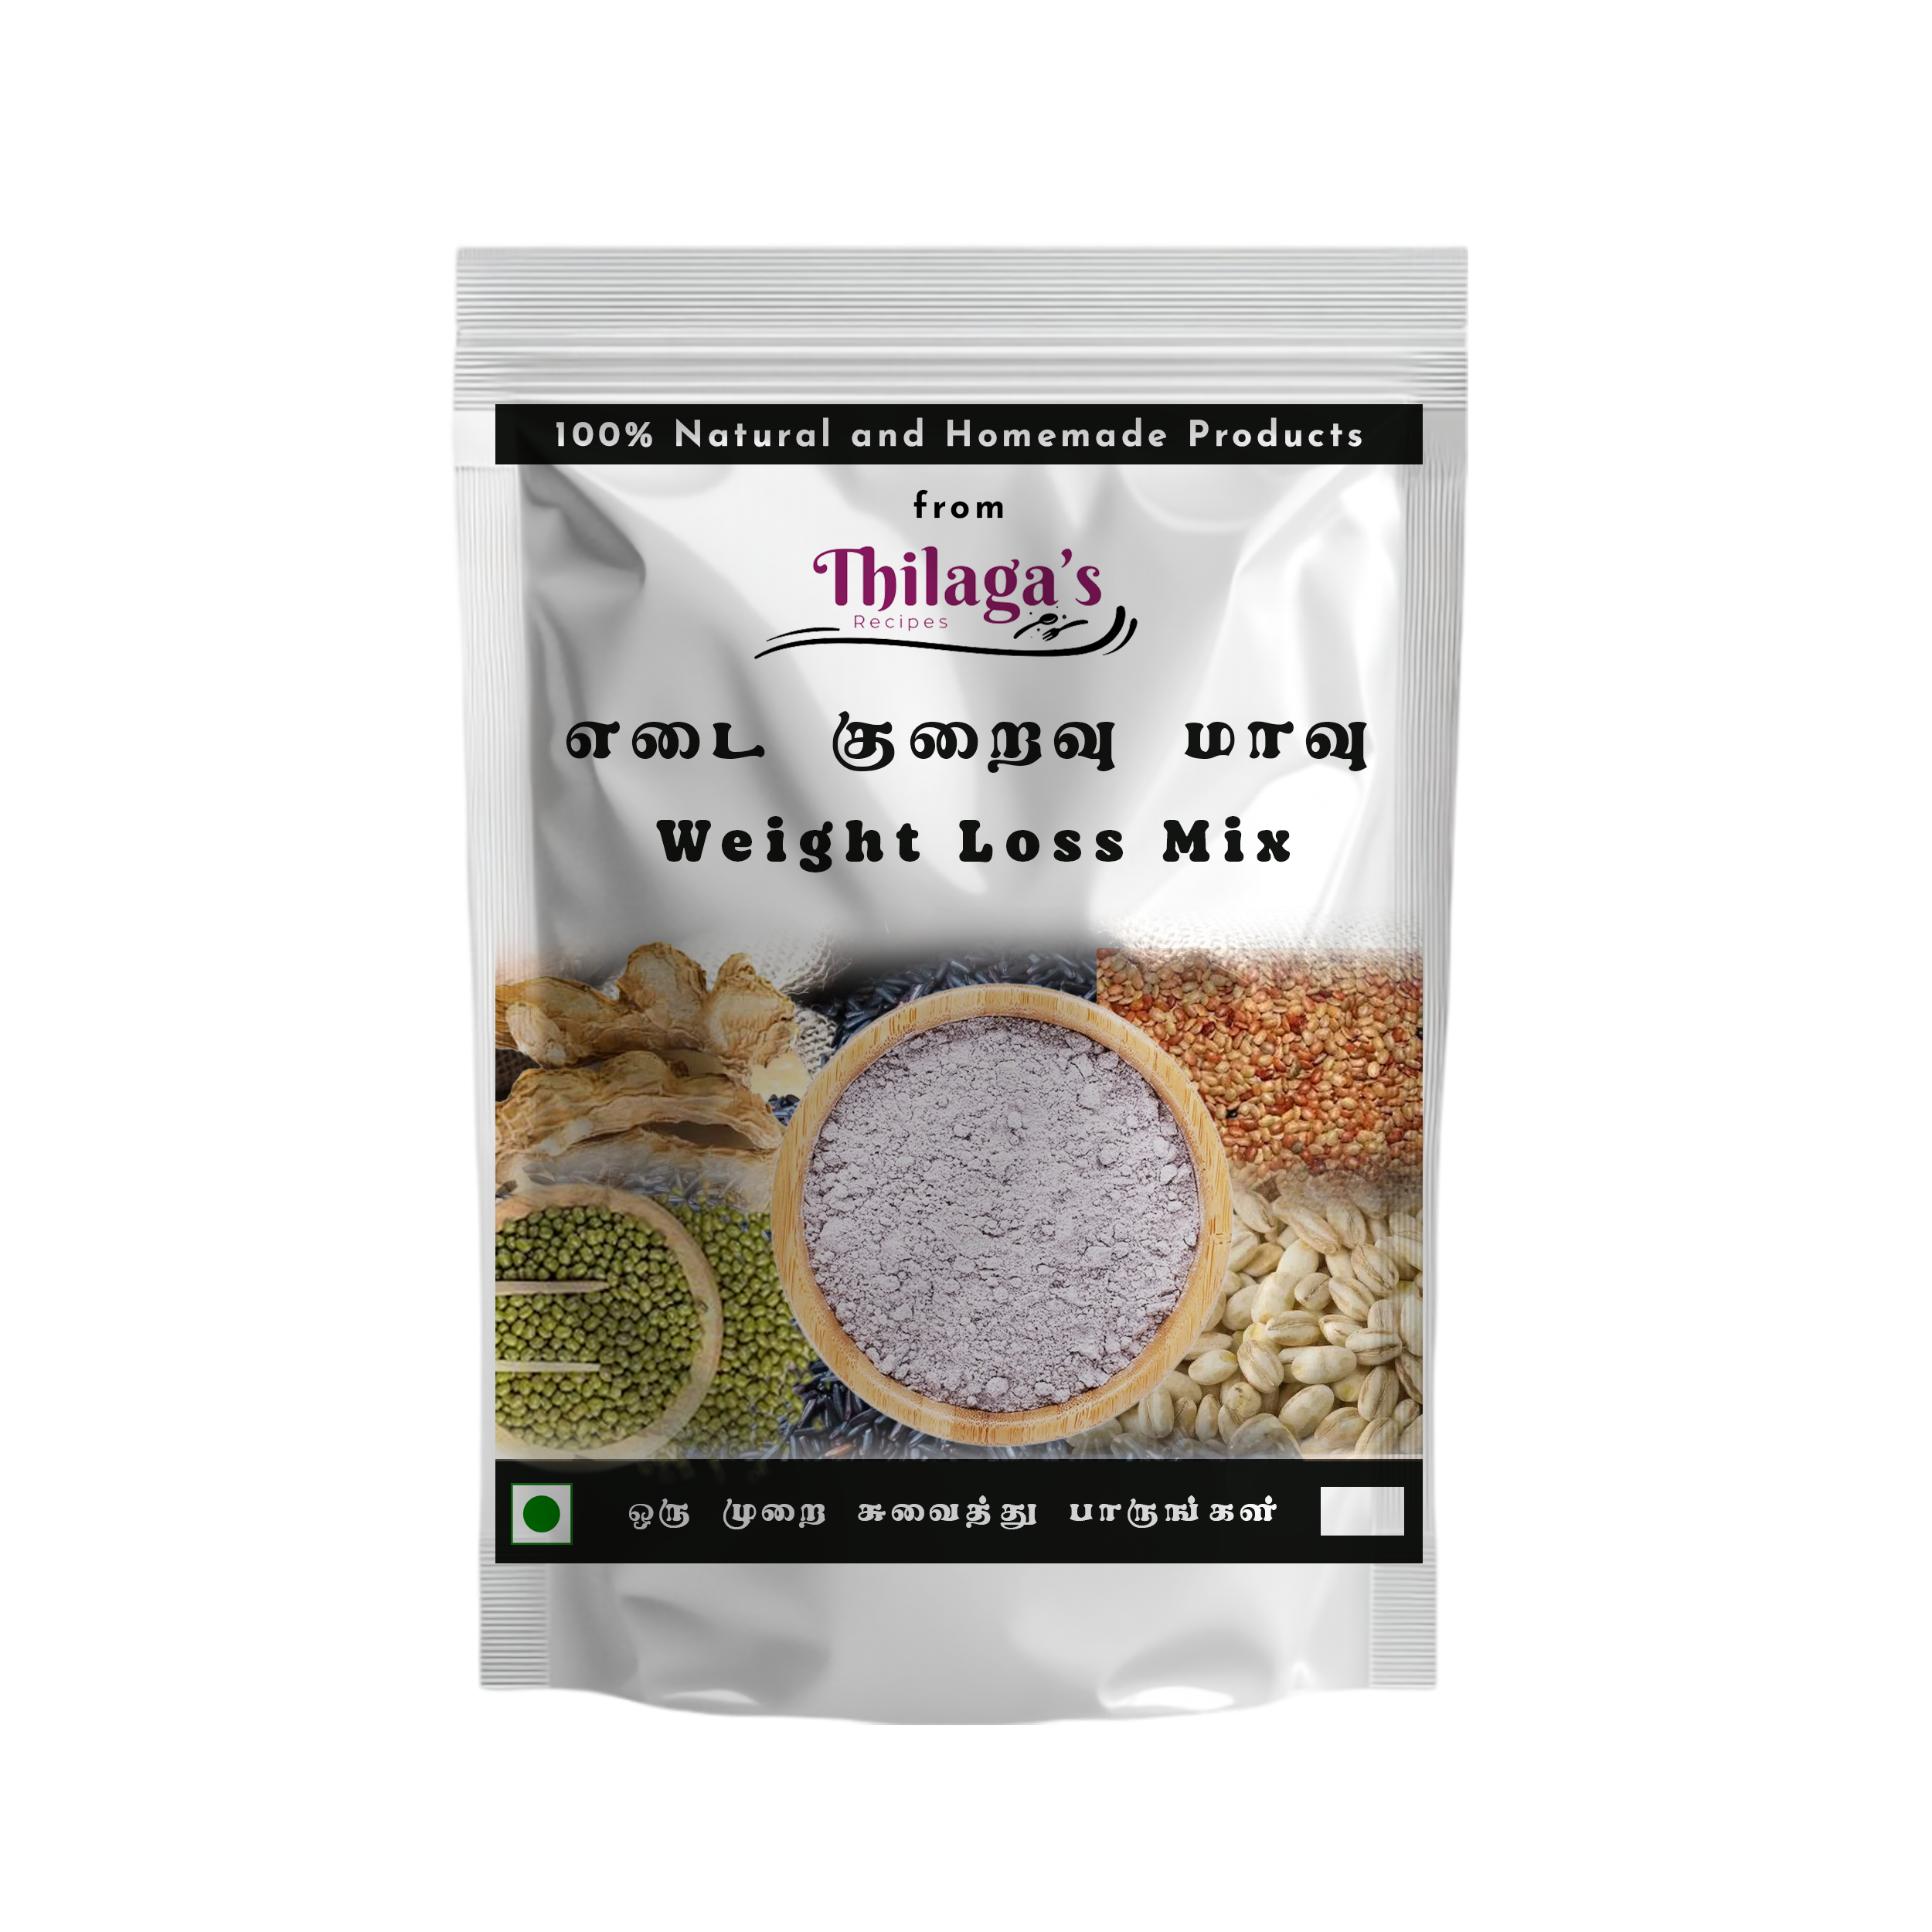 100% Natural and Homemade Products
from
Thilaga's
Recipes
எடை குறைவு மாவு
Weight Loss Mix
ஒரு முறை சுவைத்து பாருங்கள்